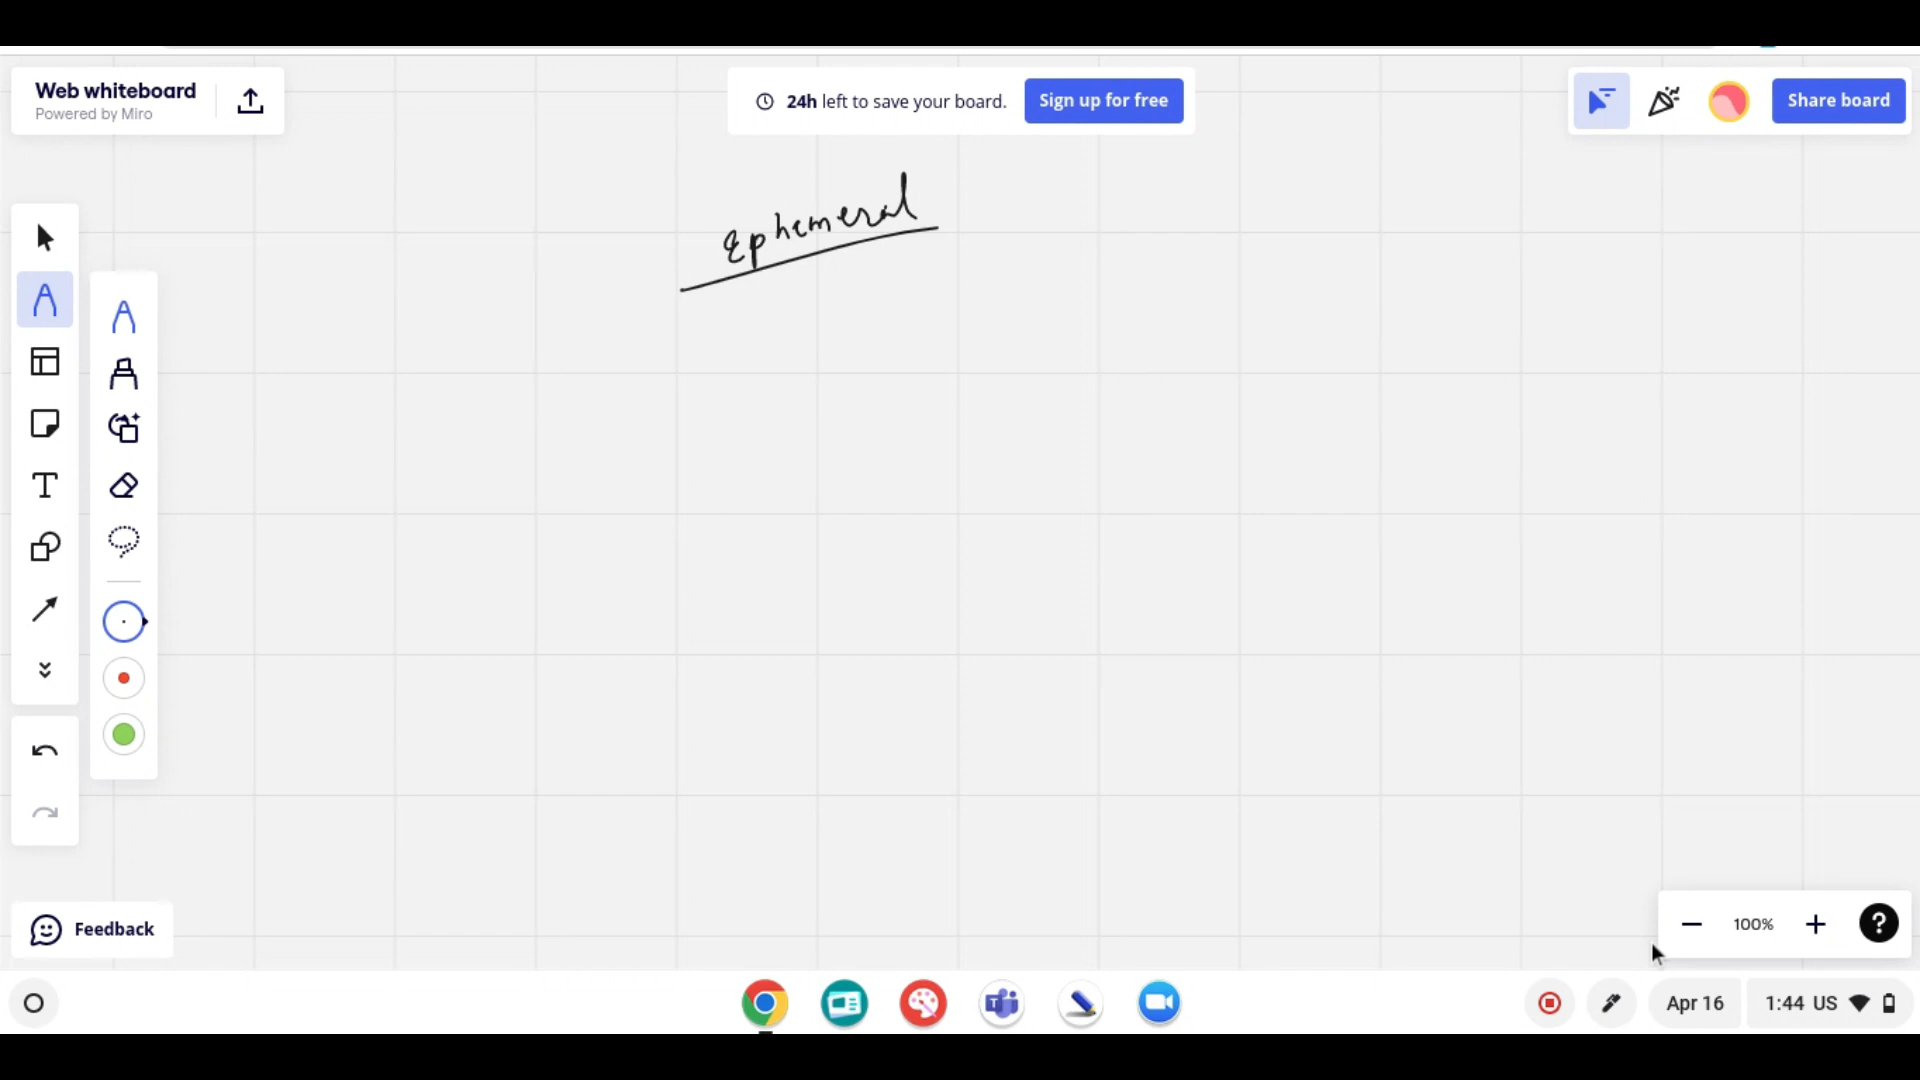 Web whiteboard
Powered by Miro
24h left to save your board.
Sign up for free
Share board
Ephemeral
T
Feedback
100%
?
Apr 16
1:44 US